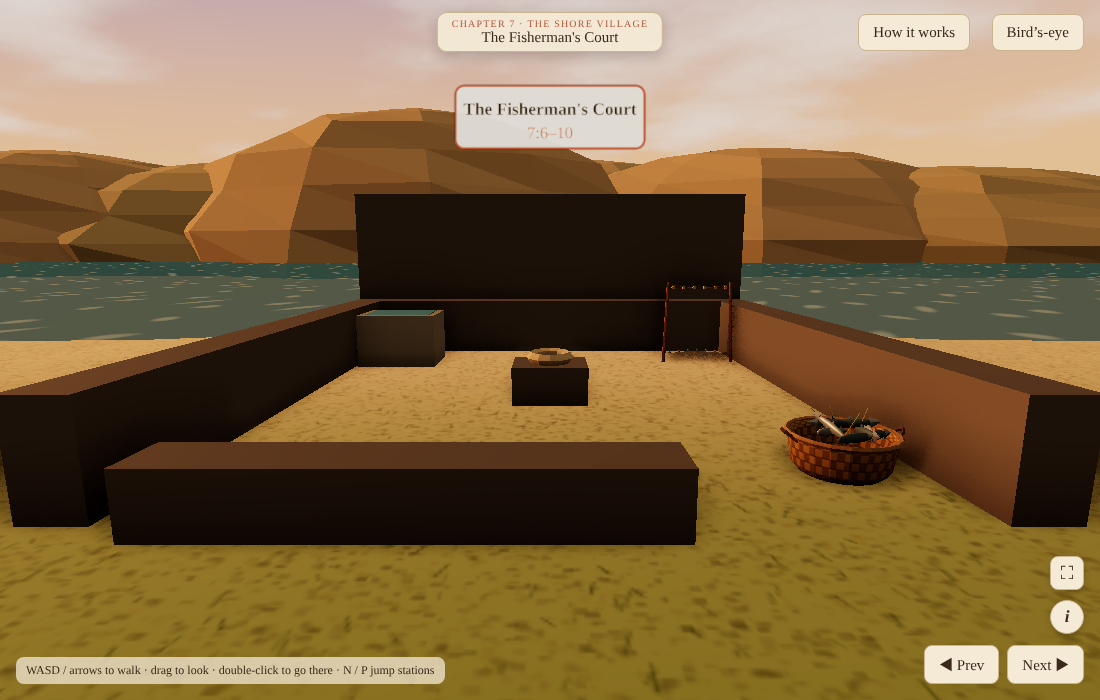 CHAPTER 7 · THE SHORE VILLAGE
The Fisherman's Court
How it works
Bird’s-eye
The Fisherman's Court
7:6–10
i
WASD / arrows to walk · drag to look · double-click to go there · N / P jump stations
◀ Prev
Next ▶